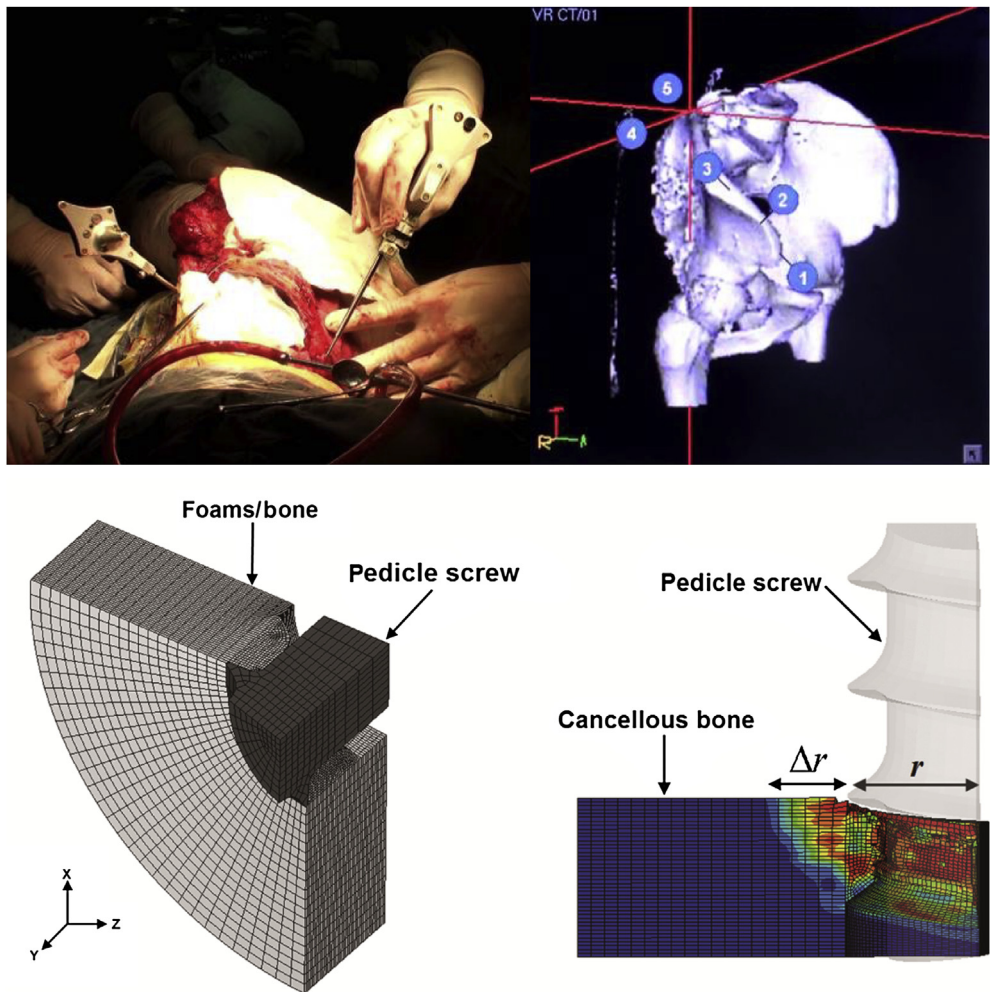 VR CT/01
5
4
3
2
1
R
A
Foams/bone
Pedicle screw
Pedicle screw
Cancellous bone
Δr
r
X
Z
Y